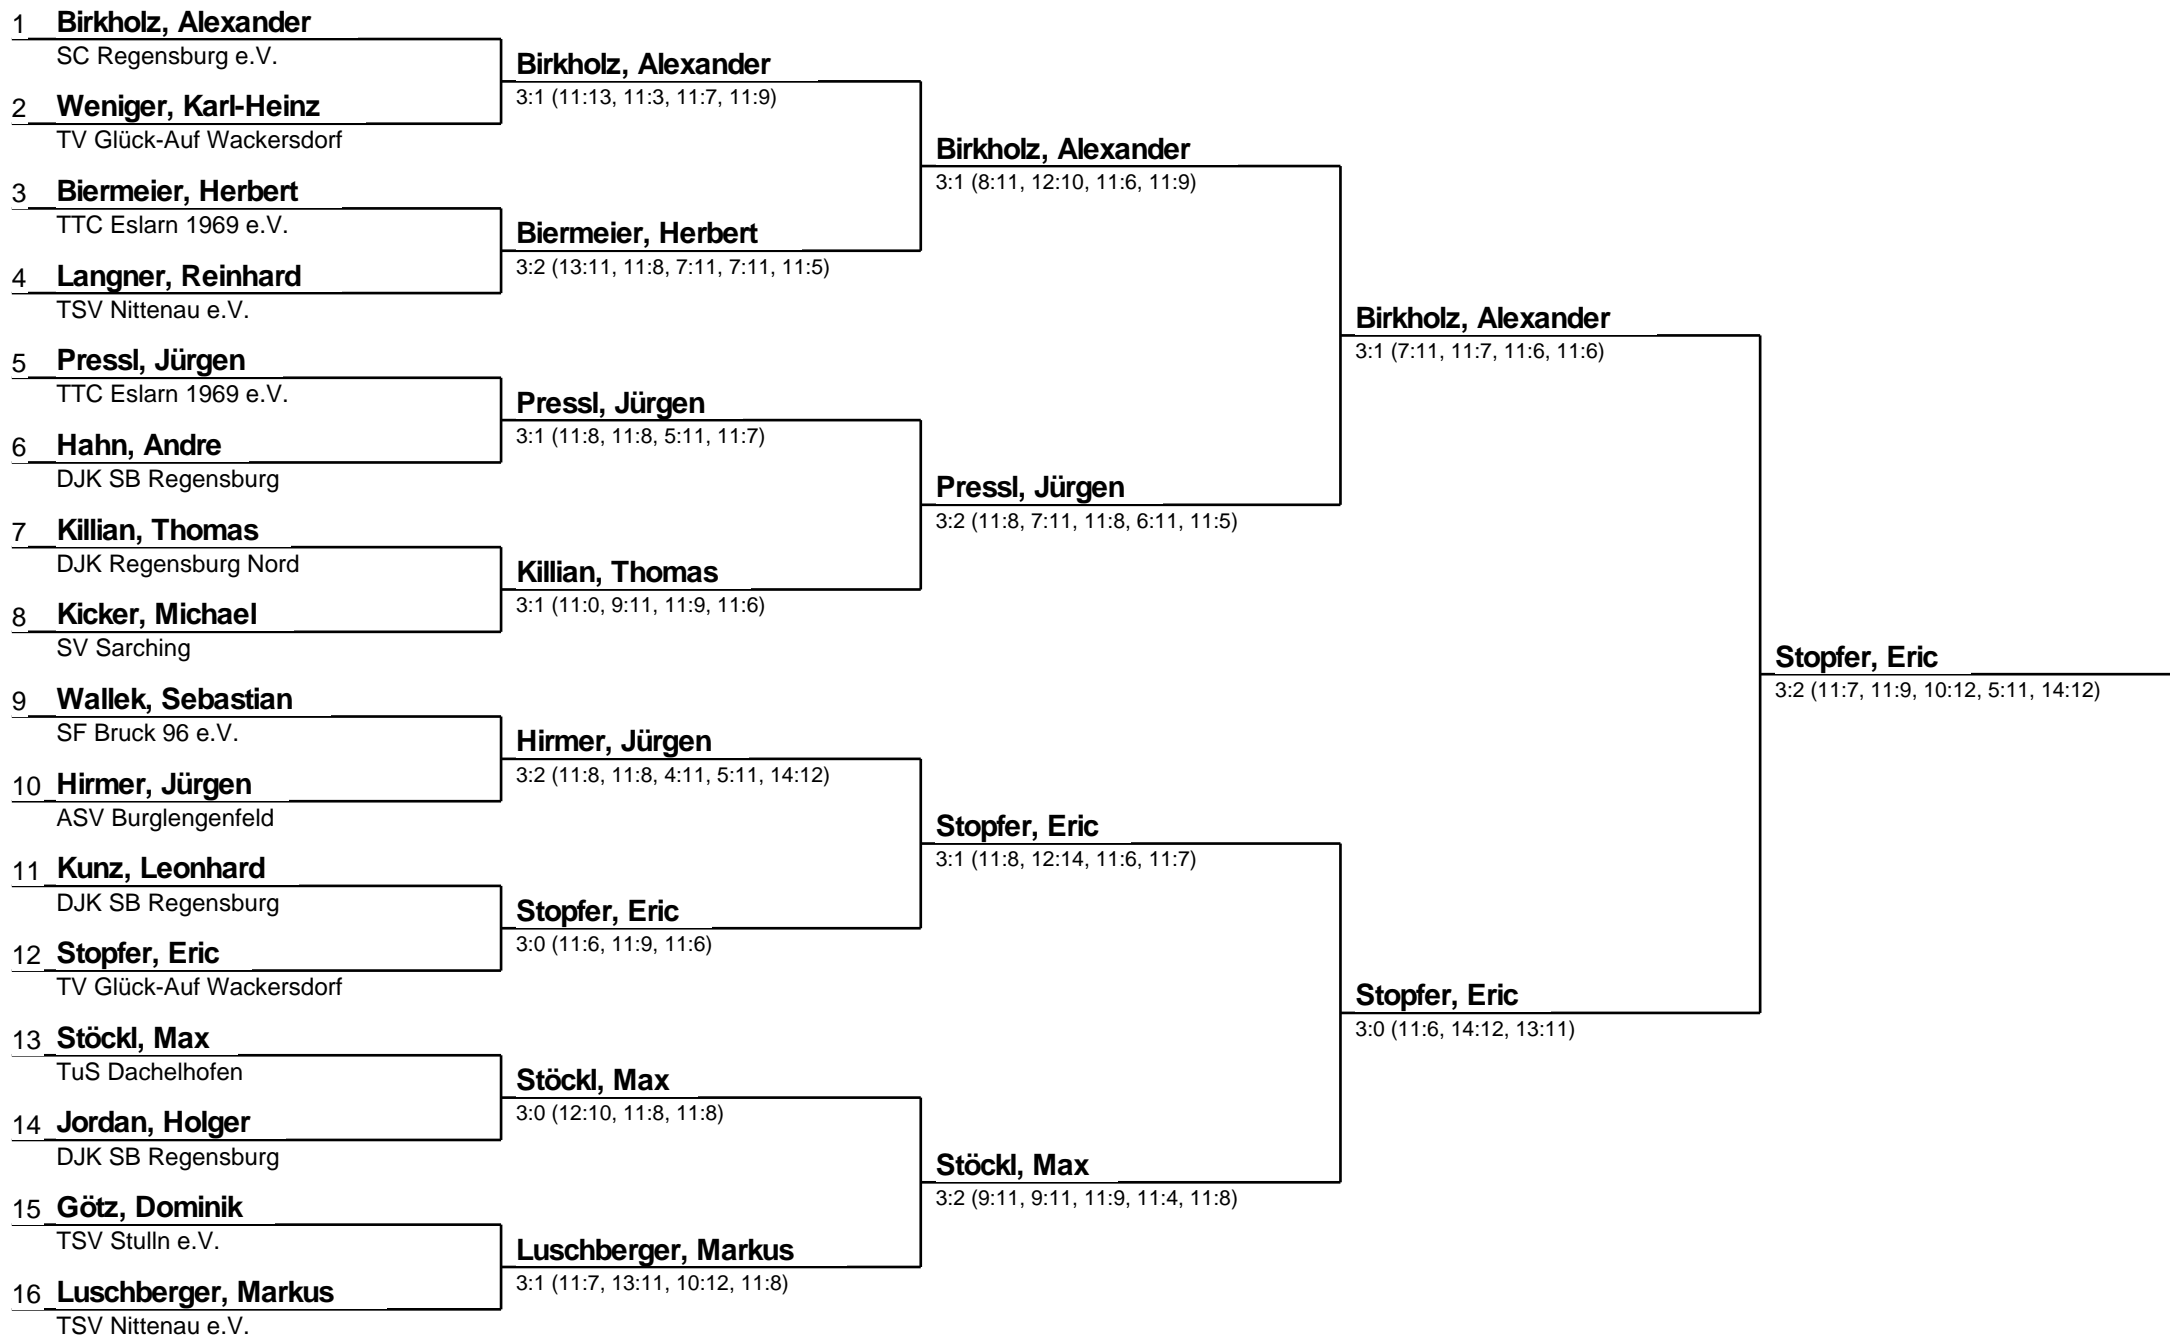 1 Birkholz, Alexander
SC Regensburg e.V.
2 Weniger, Karl-Heinz
TV Glück-Auf Wackersdorf
3 Biermeier, Herbert
TTC Eslarn 1969 e.V.
4 Langner, Reinhard
TSV Nittenau e.V.
5 Pressl, Jürgen
TTC Eslarn 1969 e.V.
6 Hahn, Andre
DJK SB Regensburg
7 Killian, Thomas
DJK Regensburg Nord
8 Kicker, Michael
SV Sarching
9 Wallek, Sebastian
SF Bruck 96 e.V.
10 Hirmer, Jürgen
ASV Burglengenfeld
11 Kunz, Leonhard
DJK SB Regensburg
12 Stopfer, Eric
TV Glück-Auf Wackersdorf
13 Stöckl, Max
TuS Dachelhofen
14 Jordan, Holger
DJK SB Regensburg
15 Götz, Dominik
TSV Stulln e.V.
16 Luschberger, Markus
TSV Nittenau e.V.
Birkholz, Alexander
3:1 (11:13, 11:3, 11:7, 11:9)
Biermeier, Herbert
3:2 (13:11, 11:8, 7:11, 7:11, 11:5)
Pressl, Jürgen
3:1 (11:8, 11:8, 5:11, 11:7)
Killian, Thomas
3:1 (11:0, 9:11, 11:9, 11:6)
Hirmer, Jürgen
3:2 (11:8, 11:8, 4:11, 5:11, 14:12)
Stopfer, Eric
3:0 (11:6, 11:9, 11:6)
Stöckl, Max
3:0 (12:10, 11:8, 11:8)
Luschberger, Markus
3:1 (11:7, 13:11, 10:12, 11:8)
Birkholz, Alexander
3:1 (8:11, 12:10, 11:6, 11:9)
Pressl, Jürgen
3:2 (11:8, 7:11, 11:8, 6:11, 11:5)
Stopfer, Eric
3:1 (11:8, 12:14, 11:6, 11:7)
Stöckl, Max
3:2 (9:11, 9:11, 11:9, 11:4, 11:8)
Birkholz, Alexander
3:1 (7:11, 11:7, 11:6, 11:6)
Stopfer, Eric
3:0 (11:6, 14:12, 13:11)
Stopfer, Eric
3:2 (11:7, 11:9, 10:12, 5:11, 14:12)